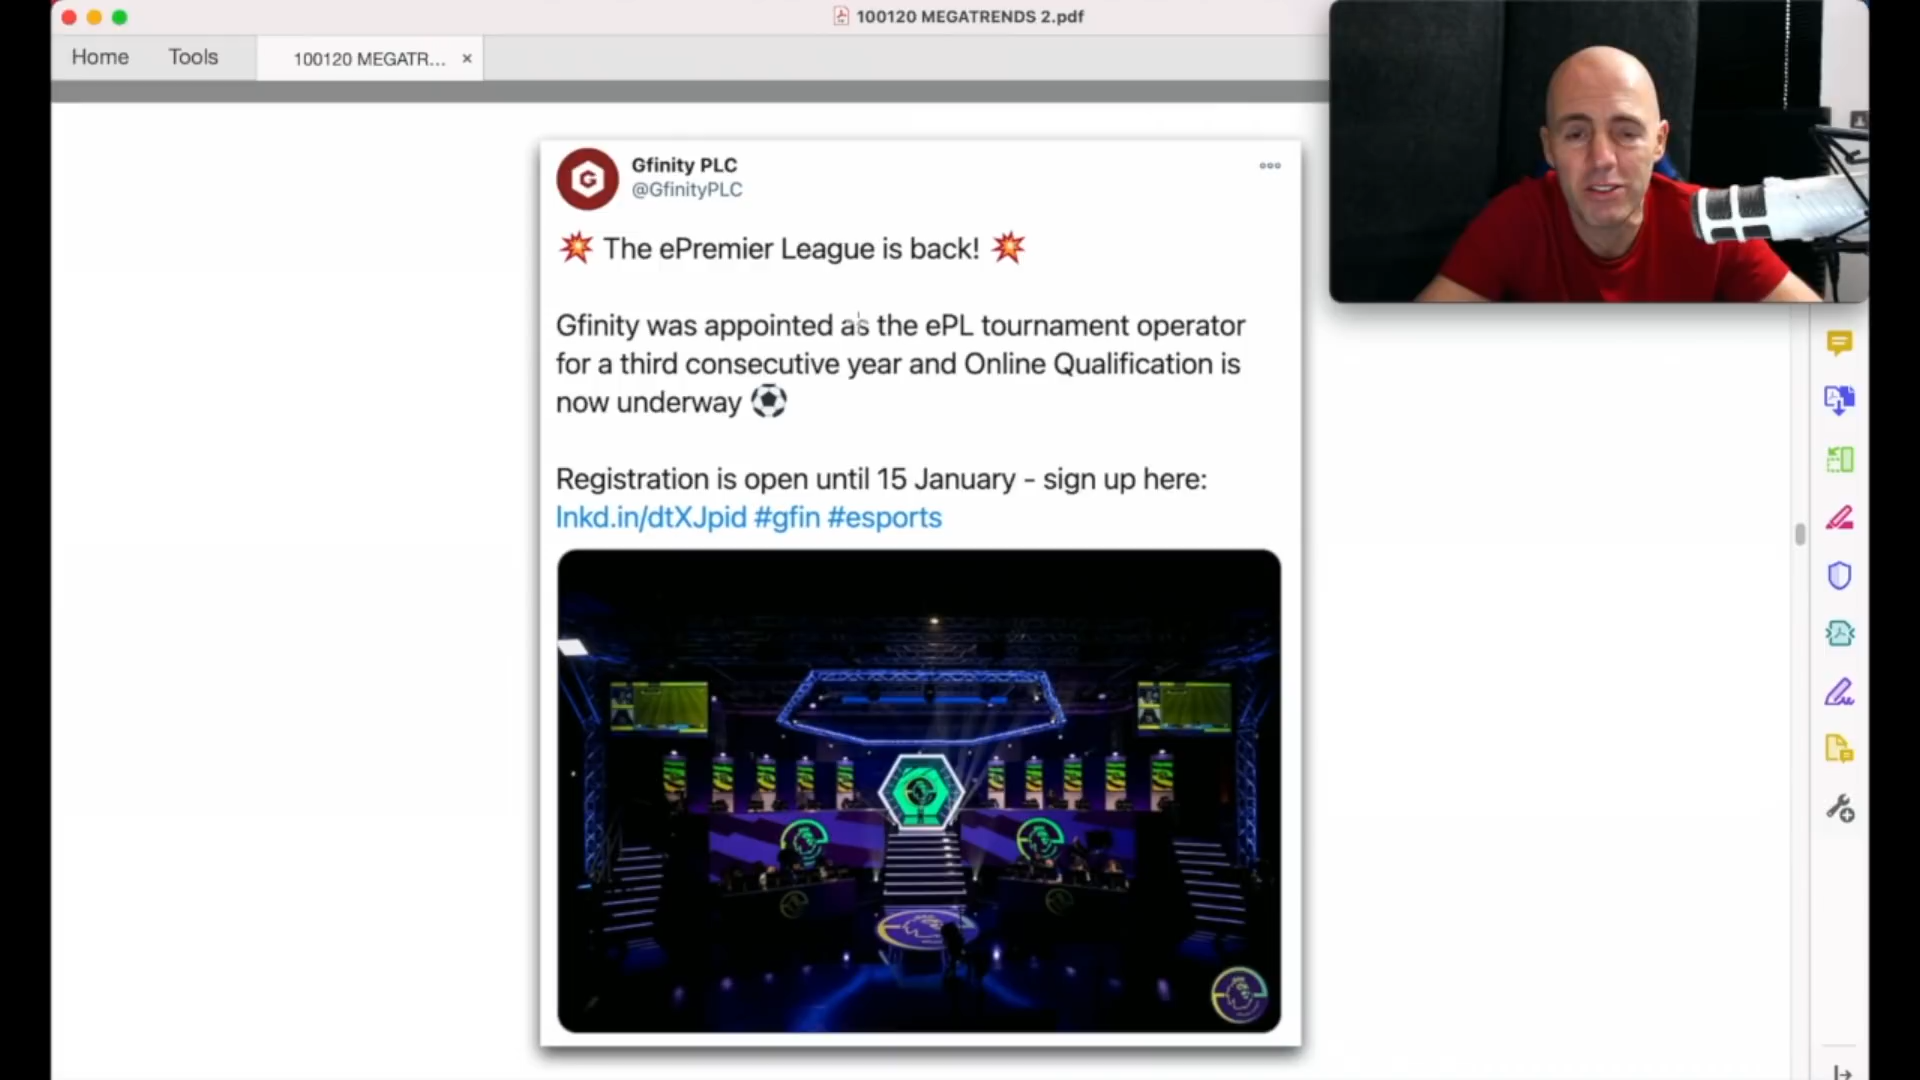 100120 MEGATRENDS 2.pdf
Home
Tools
100120 MEGATR...
Gfinity PLC
@GfinityPLC
💥 The ePremier League is back! 💥
Gfinity was appointed as the ePL tournament operator
for a third consecutive year and Online Qualification is
now underway ⚽
Registration is open until 15 January - sign up here:
lnkd.in/dtXJpid #gfin #esports